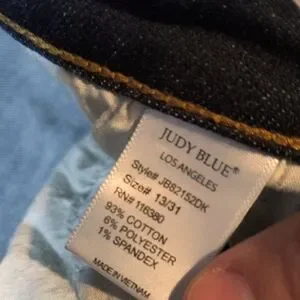 JUDY BLUE®
LOS ANGELES
Style# JB82152DK
Size# 13/31
RN# 116380
93% COTTON
6% POLYESTER
1% SPANDEX
MADE IN VIETNAM